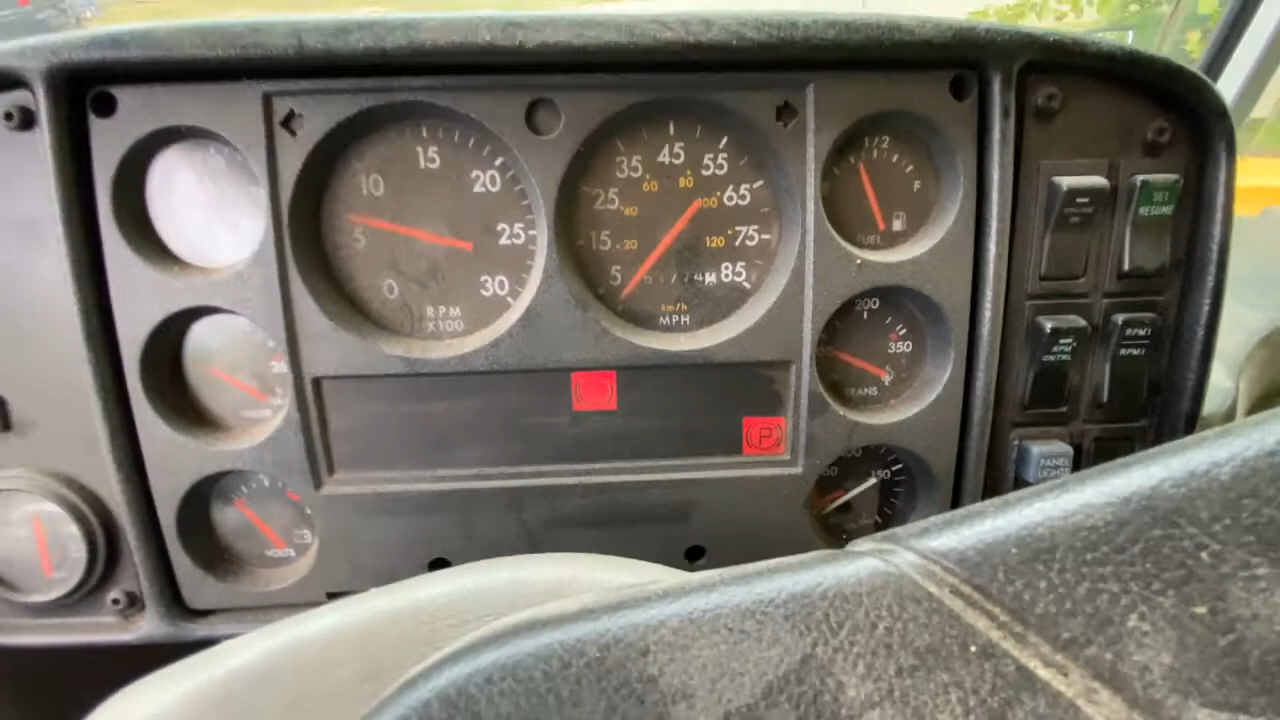 15
10
20
5
25
0
30
RPM
X100
45
35
55
60
80
25
40
100
65
15
20
120
75
5
85
km/h
MPH
1/2
F
FUEL
200
350
TRANS
150
VOLTS
P
SET
RESUME
RPM
CNTRL
RPM↑
RPM↓
PANEL
LIGHTS